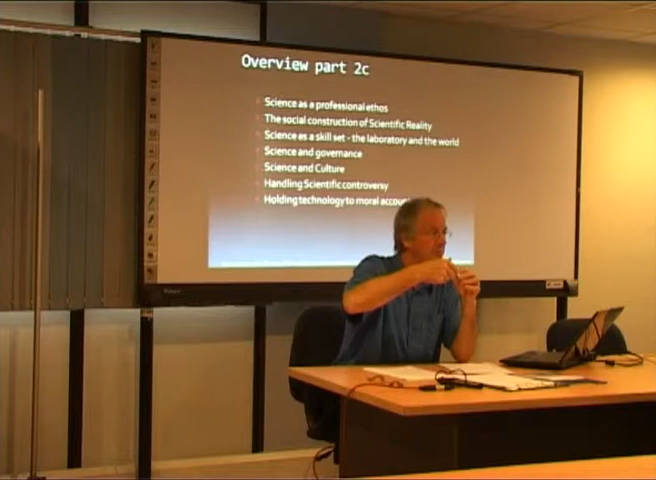 Overview part 2c
Science as a professional ethos
The social construction of Scientific Reality
Science as a skill set - the laboratory and the world
Science and governance
Science and Culture
Handling Scientific controversy
Holding technology to moral accou